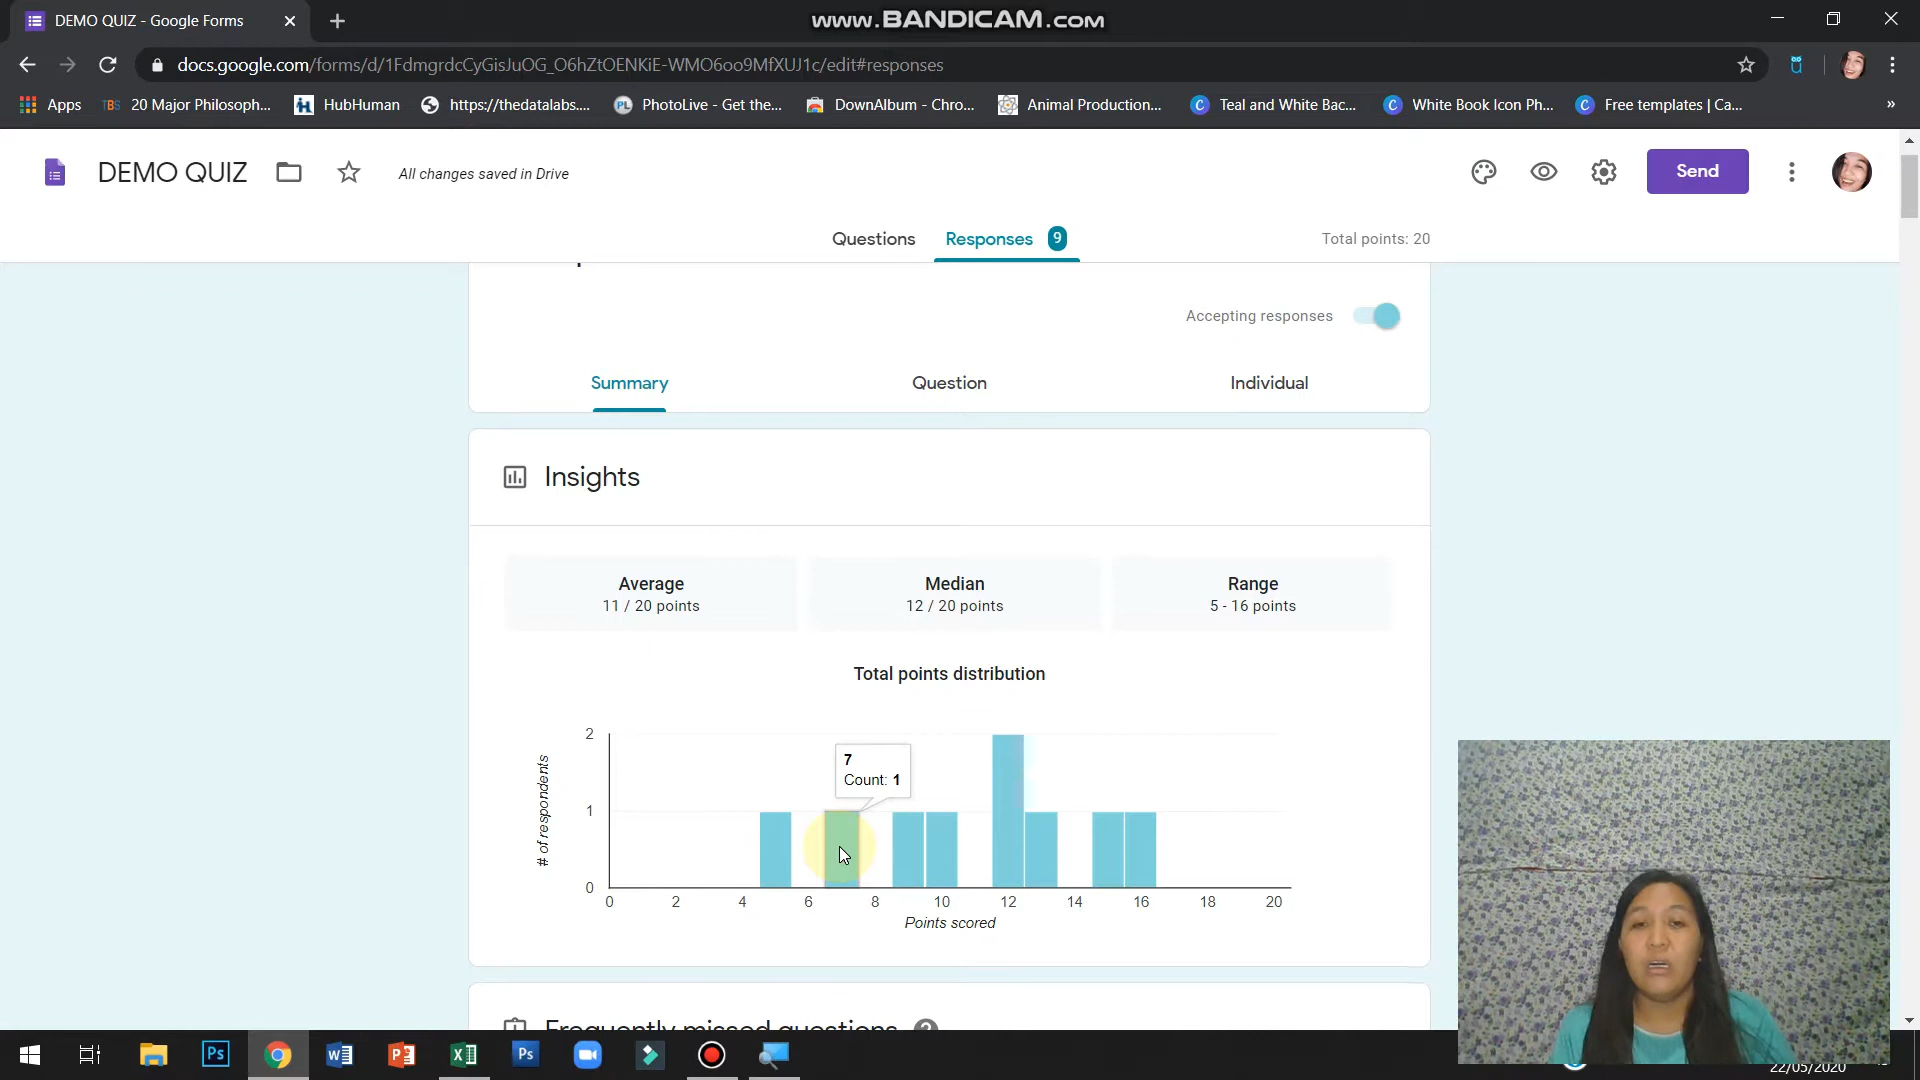 DEMO QUIZ - Google Forms
www.BANDICAM.com
docs.google.com/forms/d/1FdmgrdcCyGisJuOG_O6hZtOENKiE-WMO6oo9MfXUJ1c/edit#responses
Apps
TBS 20 Major Philosoph...
HubHuman
https://thedatalabs....
PL PhotoLive - Get the...
DownAlbum - Chro...
Animal Production...
C Teal and White Bac...
C White Book Icon Ph...
C Free templates | Ca...
»
DEMO QUIZ
All changes saved in Drive
Send
Questions
Responses 9
Total points: 20
Accepting responses
Summary
Question
Individual
Insights
Average
11 / 20 points
Median
12 / 20 points
Range
5 - 16 points
Total points distribution
# of respondents
2
1
0
7
Count: 1
0 2 4 6 8 10 12 14 16 18 20
Points scored
Frequently missed questions
Ps
Ps
22/05/2020